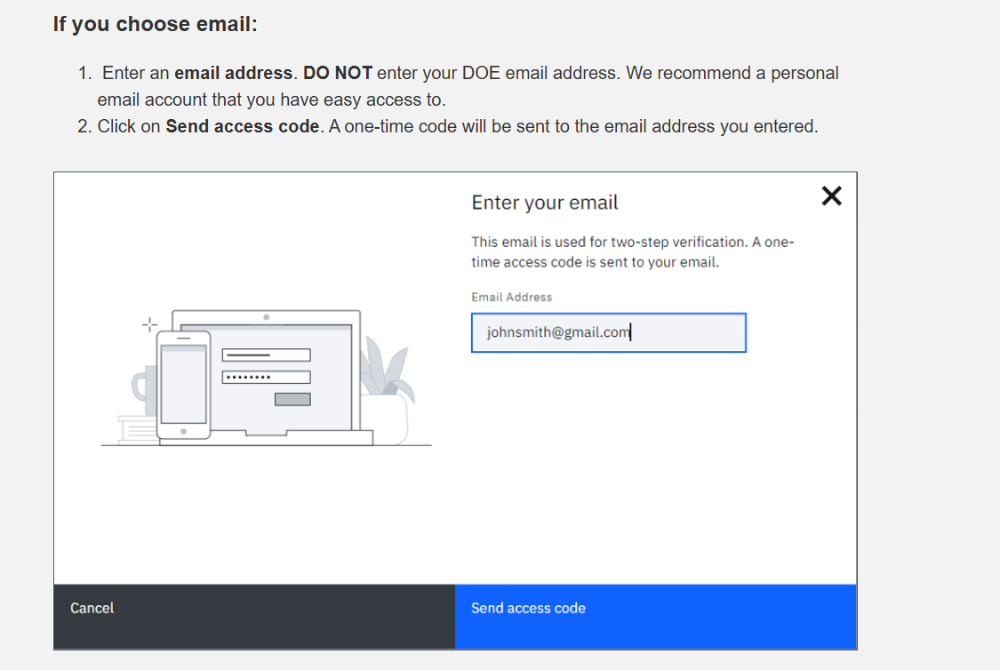 If you choose email:
1. Enter an email address. DO NOT enter your DOE email address. We recommend a personal
email account that you have easy access to.
2. Click on Send access code. A one-time code will be sent to the email address you entered.
Enter your email
This email is used for two-step verification. A one-
time access code is sent to your email.
Email Address
johnsmith@gmail.com
Cancel
Send access code